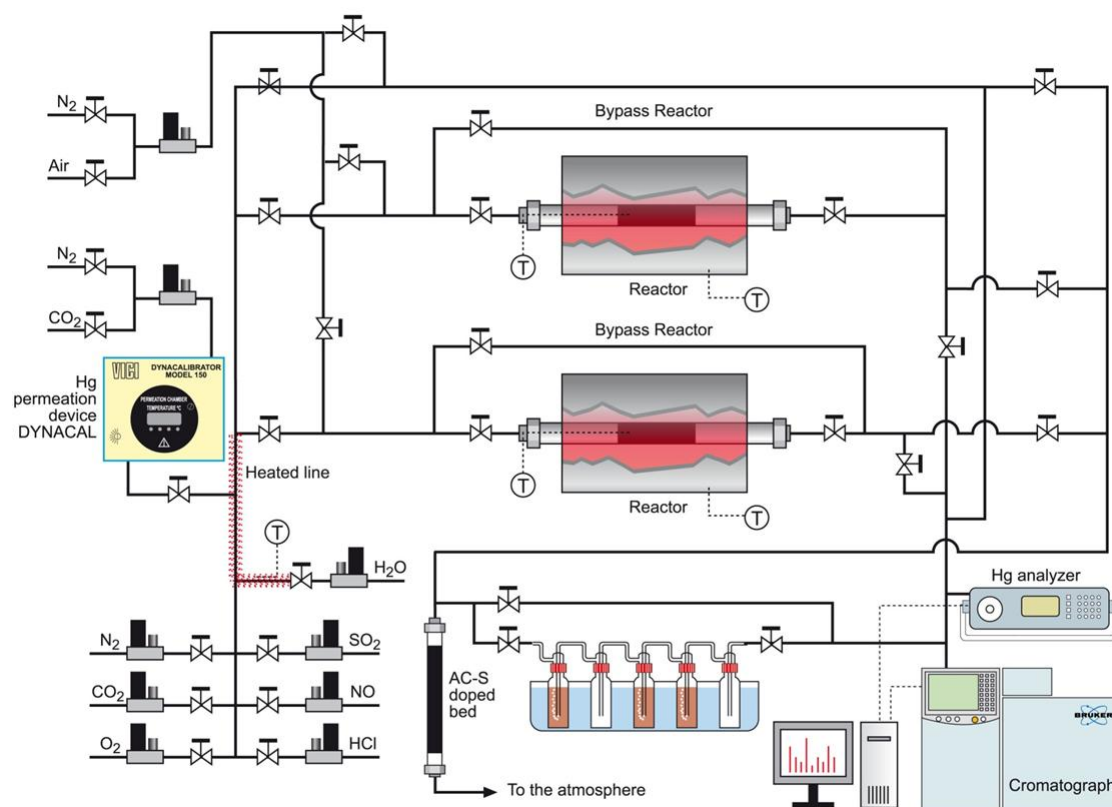 N2
Air
Bypass Reactor
T
Reactor
T
N2
CO2
Bypass Reactor
VICI
DYNACALIBRATOR
MODEL 150
PERMEATION CHAMBER
TEMPERATURE °C
Hg
permeation
device
DYNACAL
Heated line
T
Reactor
T
T
H2O
Hg analyzer
N2
SO2
CO2
NO
O2
HCl
AC-S
doped
bed
BRUKER
Cromatograph
To the atmosphere